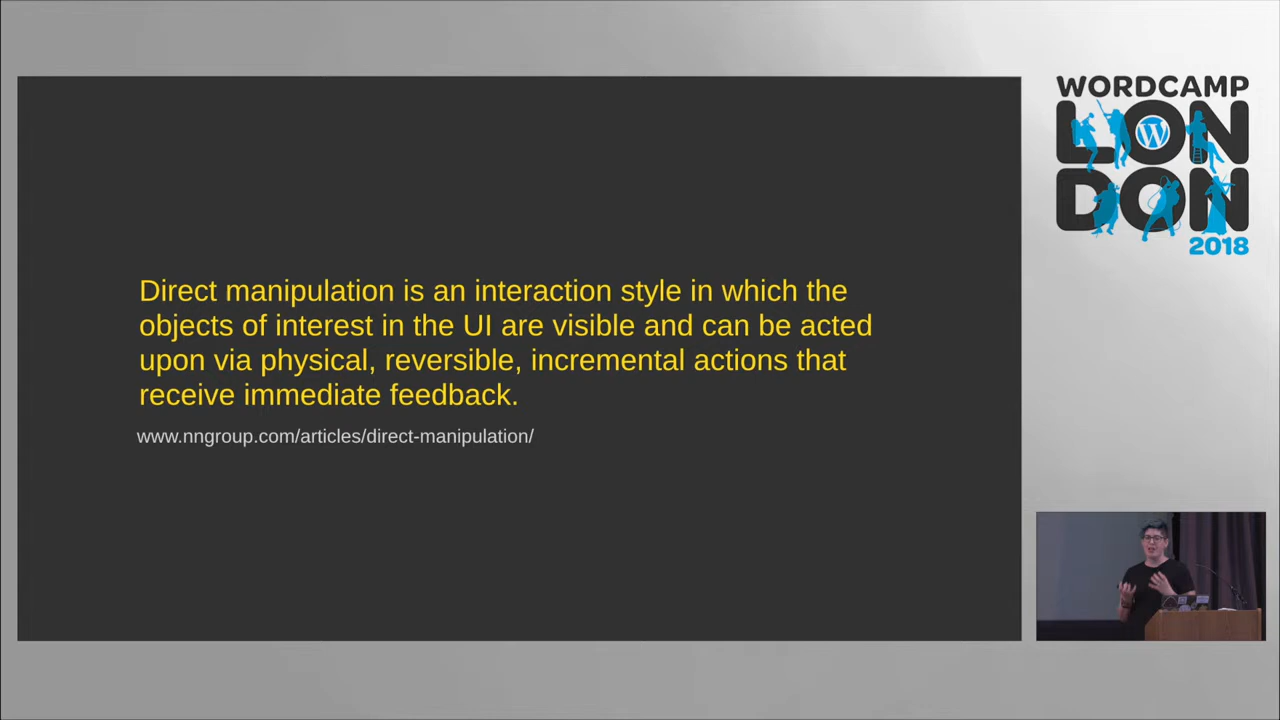 WORDCAMP
LON
DON
2018
Direct manipulation is an interaction style in which the
objects of interest in the UI are visible and can be acted
upon via physical, reversible, incremental actions that
receive immediate feedback.
www.nngroup.com/articles/direct-manipulation/